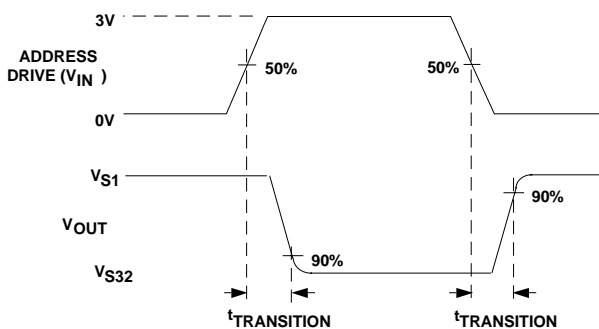 3V
ADDRESS
DRIVE (VIN)
50%
50%
0V
VS1
VOUT
90%
90%
VS32
tTRANSITION
tTRANSITION